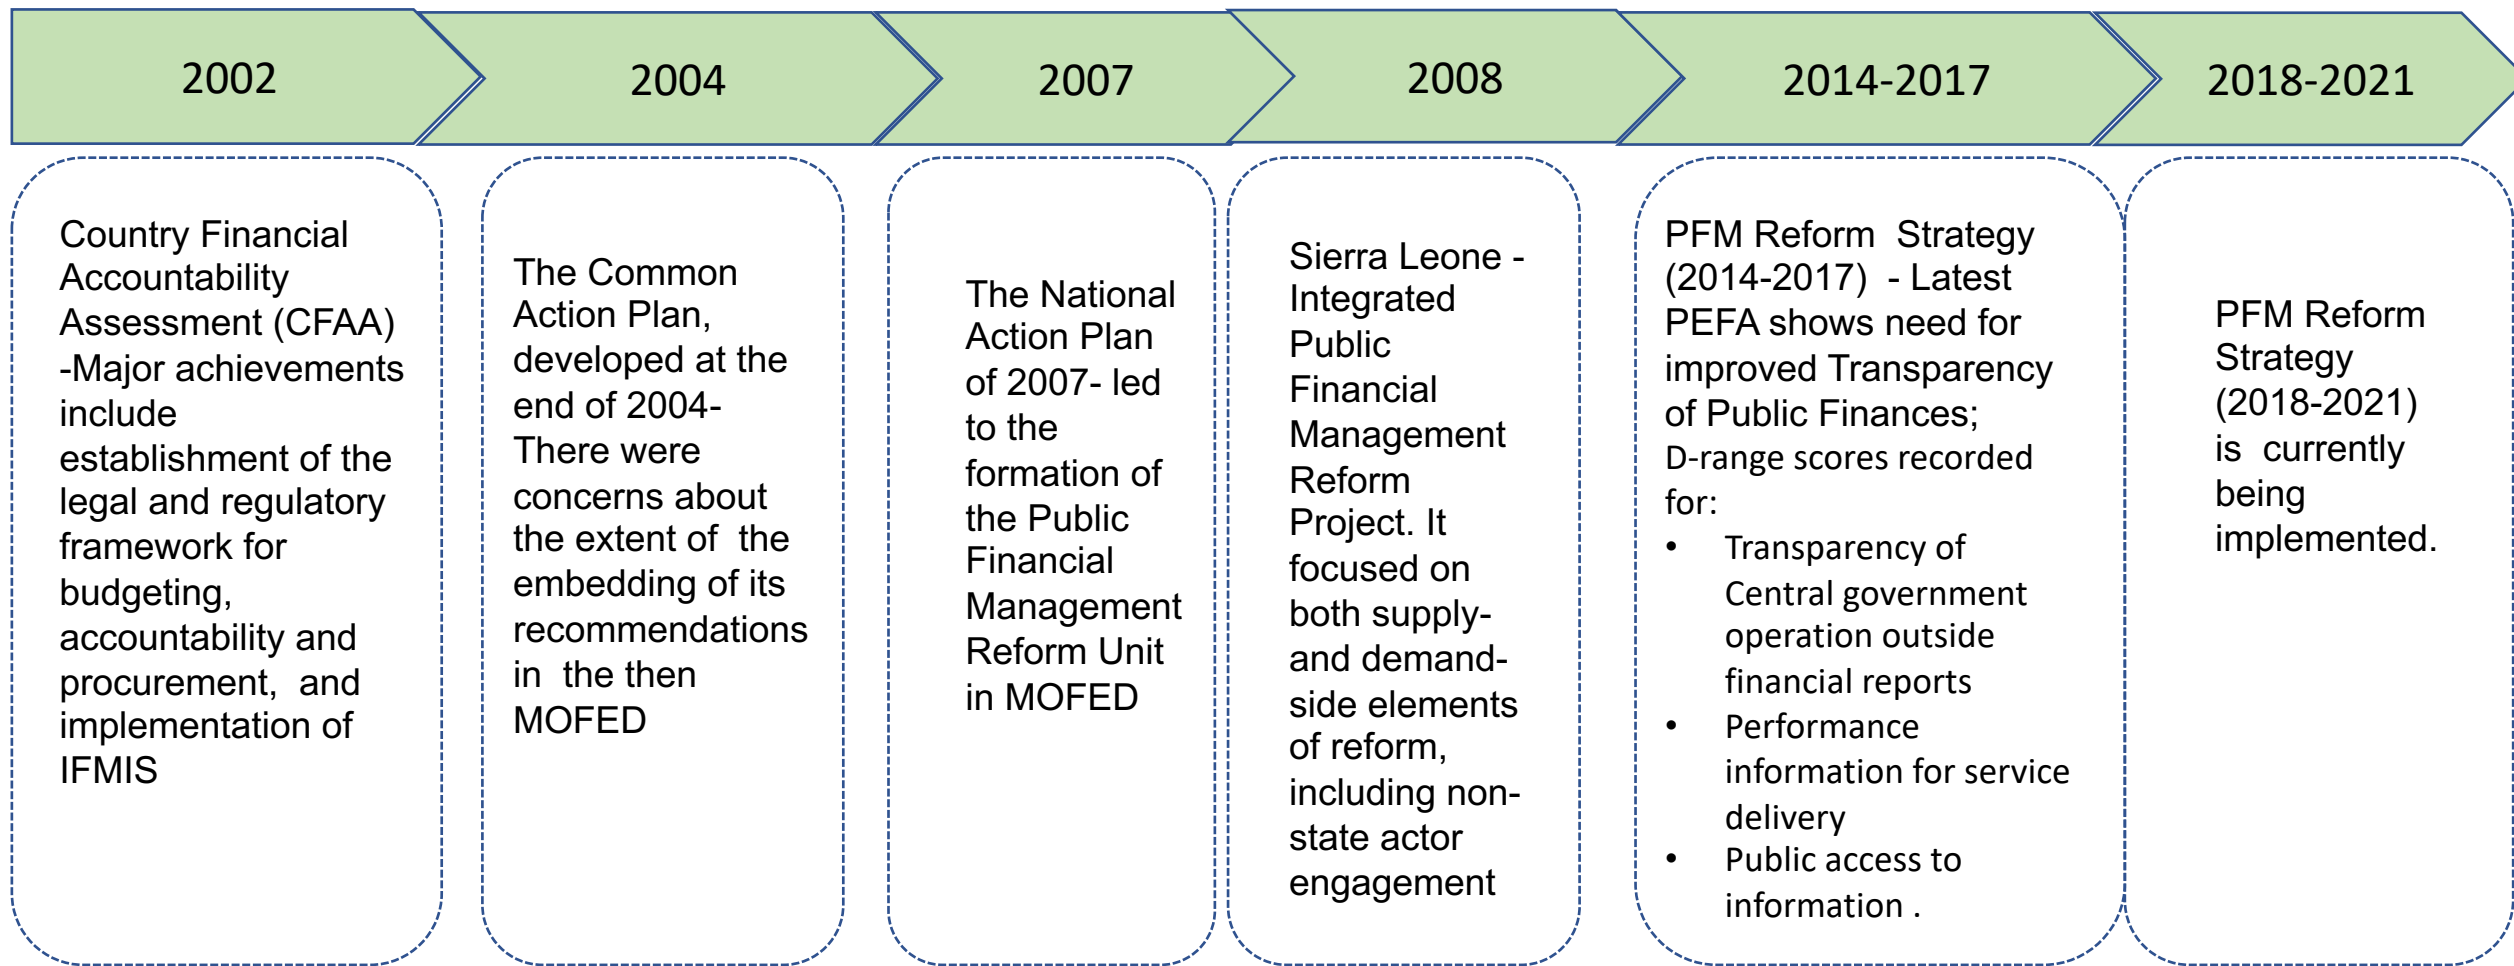 2002
2004
2007
2008
2014-2017
2018-2021
Country Financial
Accountability
Assessment (CFAA)
-Major achievements
include
establishment of the
legal and regulatory
framework for
budgeting,
accountability and
procurement, and
implementation of
IFMIS
The Common
Action Plan,
developed at the
end of 2004-
There were
concerns about
the extent of the
embedding of its
recommendations
in the then
MOFED
The National
Action Plan
of 2007- led
to the
formation of
the Public
Financial
Management
Reform Unit
in MOFED
Sierra Leone -
Integrated
Public
Financial
Management
Reform
Project. It
focused on
both supply-
and demand-
side elements
of reform,
including non-
state actor
engagement
PFM Reform Strategy
(2014-2017) - Latest
PEFA shows need for
improved Transparency
of Public Finances;
D-range scores recorded
for:
• Transparency of
Central government
operation outside
financial reports
• Performance
information for service
delivery
• Public access to
information .
PFM Reform
Strategy
(2018-2021)
is currently
being
implemented.